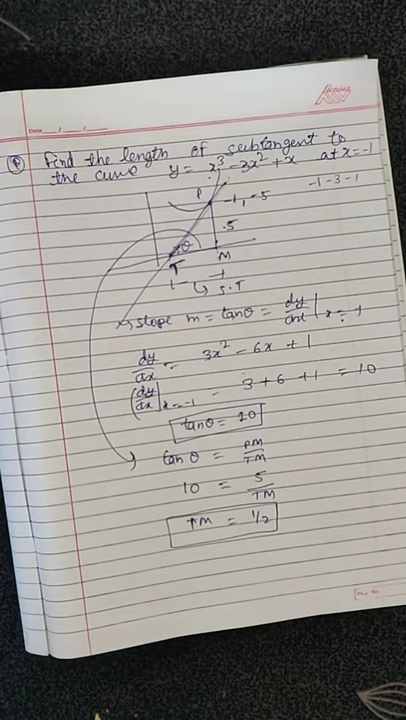 Date ___/___/___
Q find the length of subtangent to
the curve y = x³ - 3x² + x at x = -1
-1 -3 -1
P -1, -5
.5
θ
T M
S.T
slope m = tanθ = dy/dx | x = -1
dy/dx = 3x² - 6x + 1
(dy/dx) x = -1 = 3 + 6 + 1 = 10
tanθ = 10
tanθ = PM/TM
10 = 5/TM
TM = 1/2